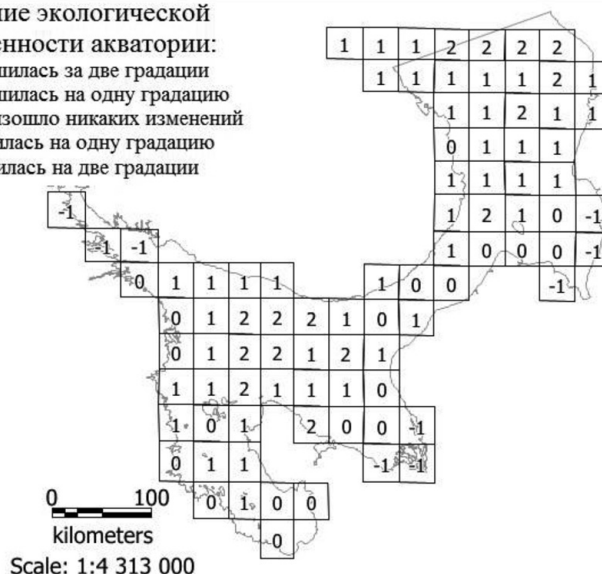 ние экологической
енности акватории:
шилась за две градации
шилась на одну градацию
изошло никаких изменений
илась на одну градацию
илась на две градации
1 1 1 2 2 2 2
1 1 1 1 1 2 1
1 1 2 1 1
0 1 1 1
1 1 1 1
-1 1 2 1 0 -1
-1 -1 1 0 0 0 -1
0 1 1 1 1 1 0 0 -1
0 1 2 2 2 1 0 1
0 1 2 2 1 2 1
1 1 2 1 1 1 0
1 0 1 2 0 0 -1
0 1 1 -1 -1
0 1 0 0
0
0 100
kilometers
Scale: 1:4 313 000